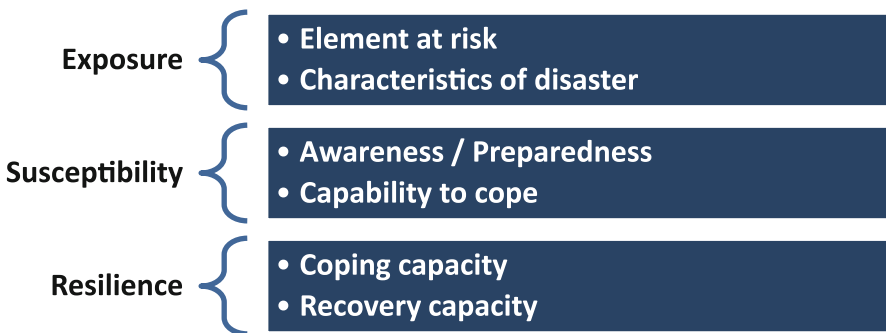 Exposure
• Element at risk
• Characteristics of disaster
Susceptibility
• Awareness / Preparedness
• Capability to cope
Resilience
• Coping capacity
• Recovery capacity